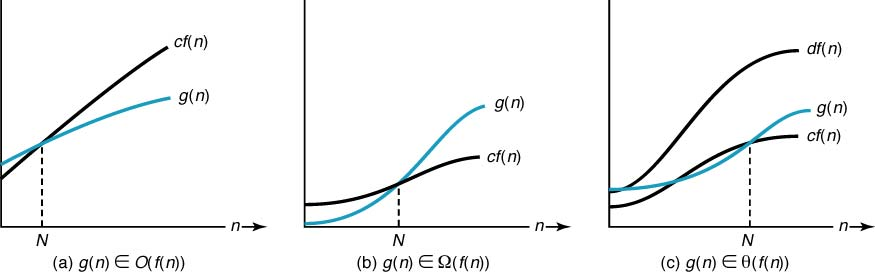 cf(n)
g(n)
n
N
(a) g(n) ∈ O(f(n))
g(n)
cf(n)
n
N
(b) g(n) ∈ Ω(f(n))
df(n)
g(n)
cf(n)
n
N
(c) g(n) ∈ θ(f(n))